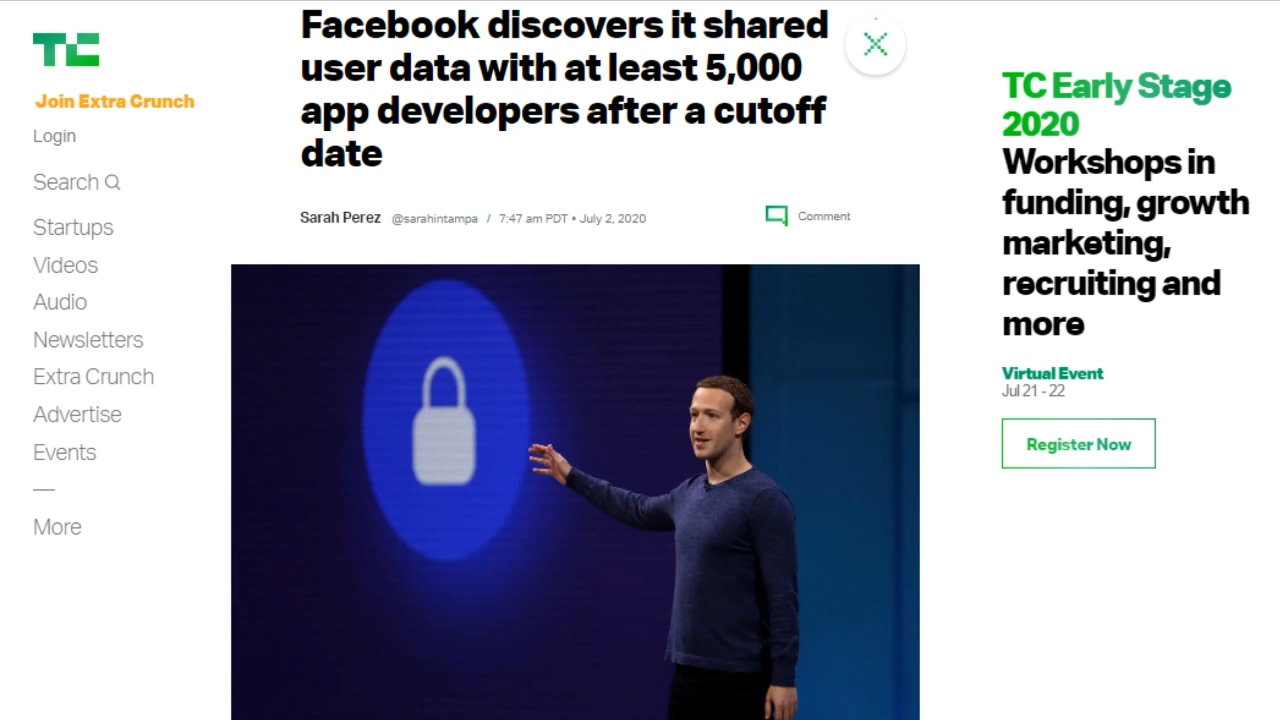 TC
Join Extra Crunch
Login
Search
Startups
Videos
Audio
Newsletters
Extra Crunch
Advertise
Events
—
More
Facebook discovers it shared
user data with at least 5,000
app developers after a cutoff
date
Sarah Perez @sarahintampa / 7:47 am PDT • July 2, 2020
Comment
TC Early Stage
2020
Workshops in
funding, growth
marketing,
recruiting and
more
Virtual Event
Jul 21 - 22
Register Now